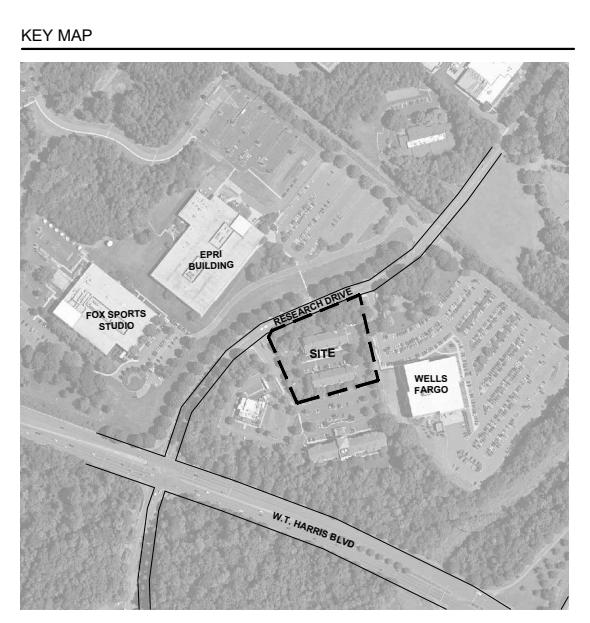 KEY MAP
EPRI
BUILDING
FOX SPORTS
STUDIO
RESEARCH DRIVE
SITE
WELLS
FARGO
W.T. HARRIS BLVD